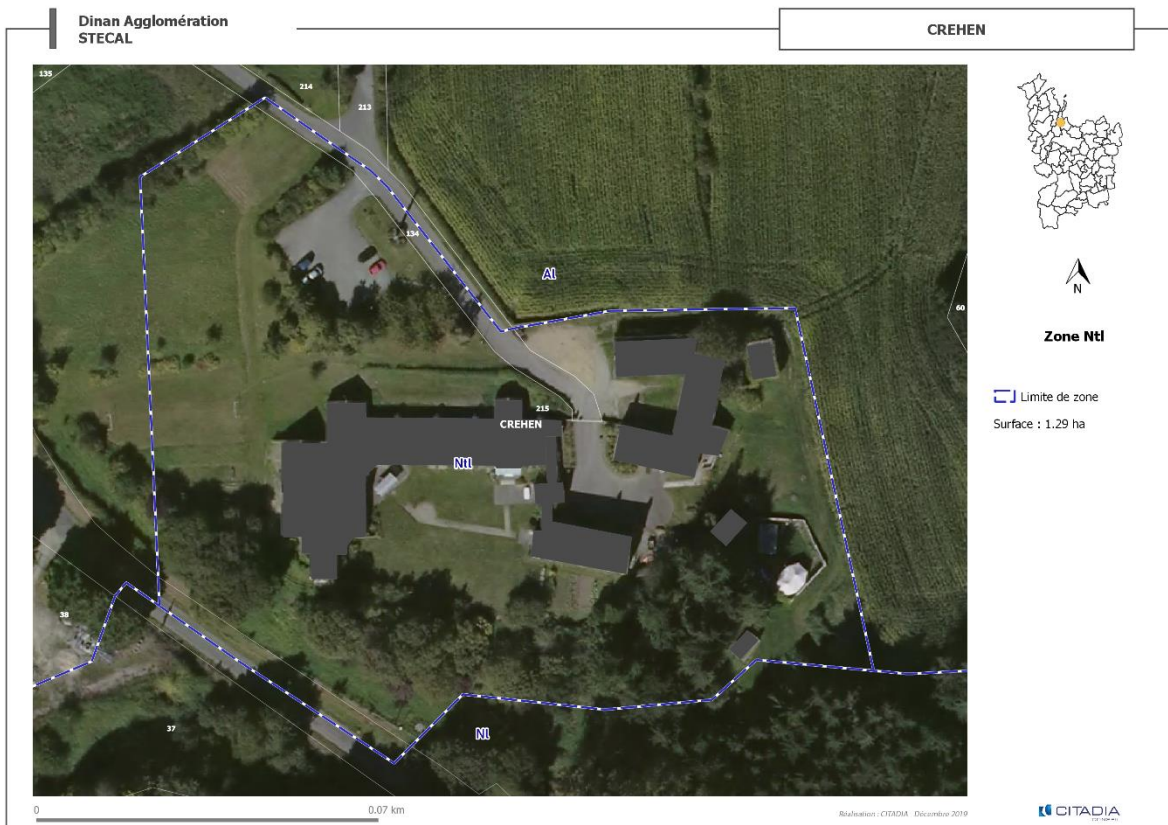 Dinan Agglomération
STECAL
CREHEN
135
214
213
134
Al
60
N
Zone Ntl
Limite de zone
Surface : 1.29 ha
215
CREHEN
Ntl
38
37
Nl
0
0.07 km
Réalisation : CITADIA Décembre 2019
CITADIA